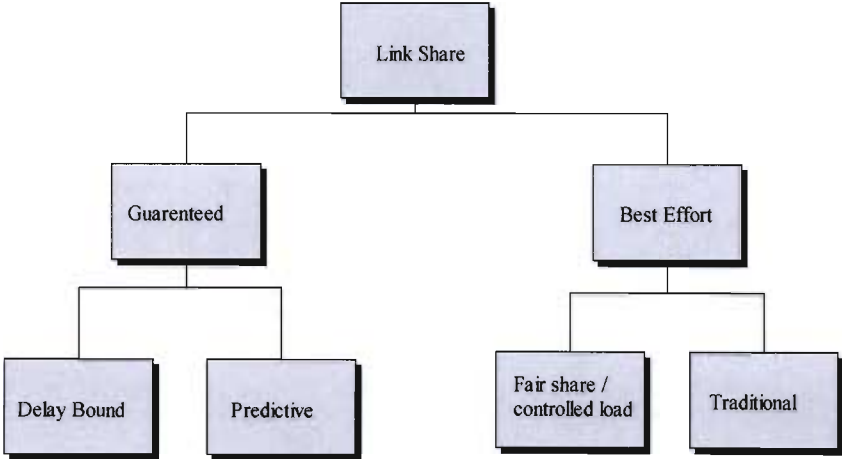 Link Share
Guarenteed
Best Effort
Delay Bound
Predictive
Fair share /
controlled load
Traditional